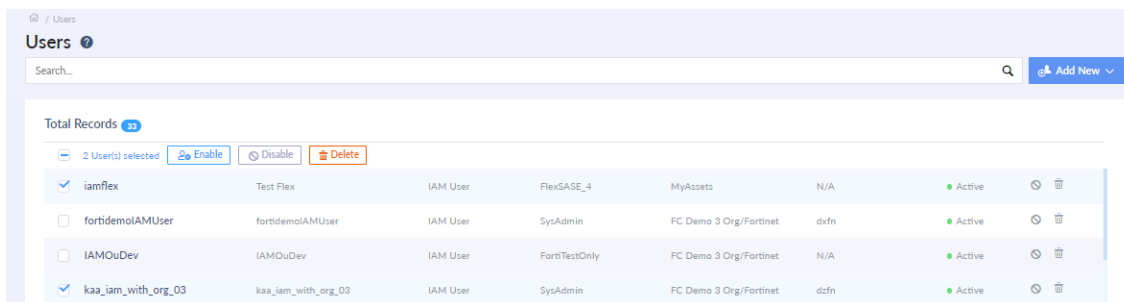 / Users
Users ?
Search...
Add New
Total Records 33
2 User(s) selected Enable Disable Delete
iamflex Test Flex IAM User FlexSASE_4 MyAssets N/A Active
fortidemoIAMUser fortidemoIAMUser IAM User SysAdmin FC Demo 3 Org/Fortinet dxfn Active
IAMOuDev IAMOuDev IAM User FortiTestOnly FC Demo 3 Org/Fortinet N/A Active
kaa_iam_with_org_03 kaa_iam_with_org_03 IAM User SysAdmin FC Demo 3 Org/Fortinet dzfn Active